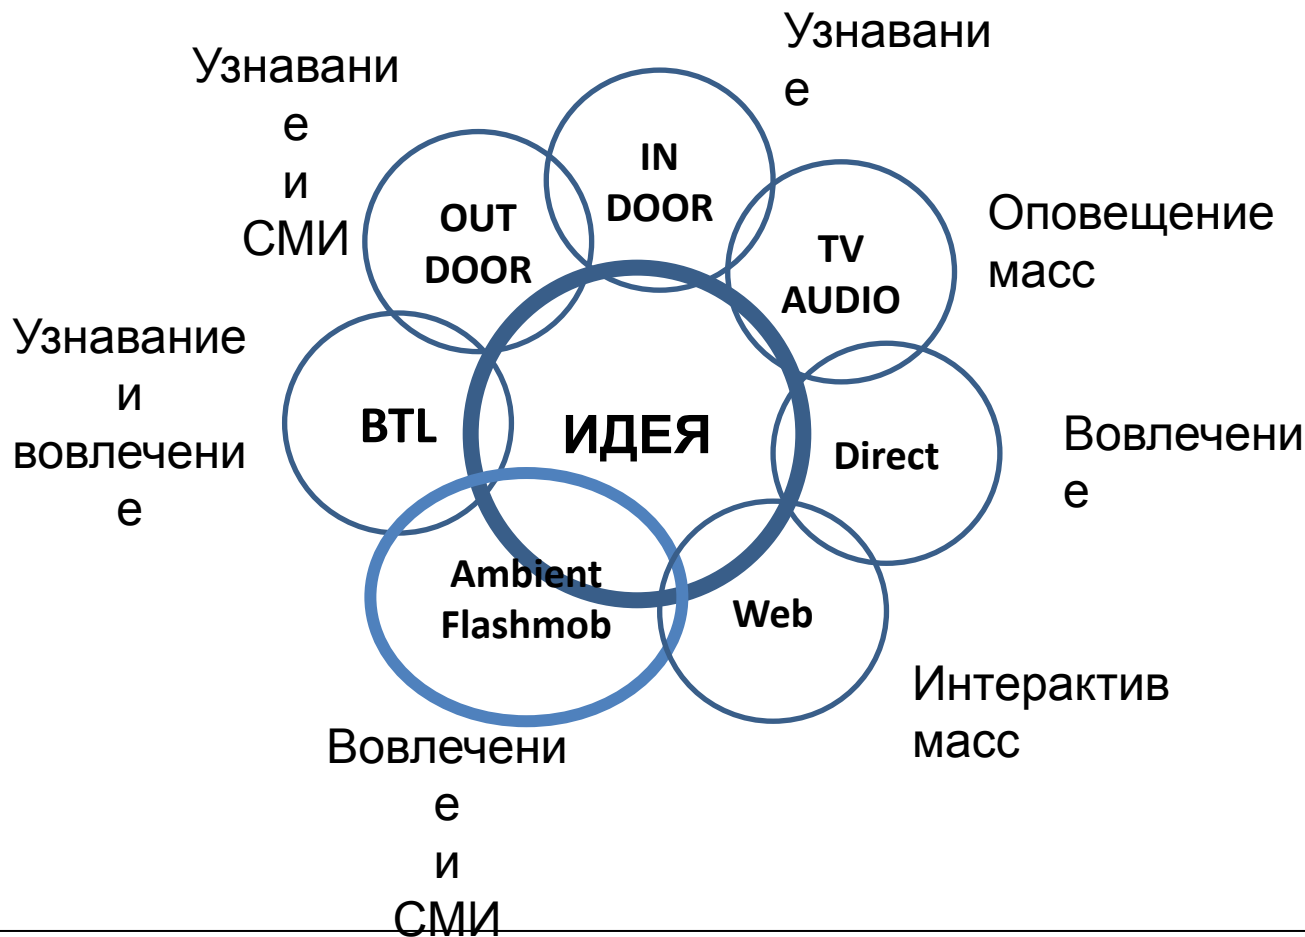 Узнавани
е
Узнавани
е
и
СМИ
IN
DOOR
OUT
DOOR
TV
AUDIO
Оповещение
масс
Узнавание
и
вовлечени
е
BTL
ИДЕЯ
Direct
Вовлечени
е
Ambient
Flashmob
Web
Интерактив
масс
Вовлечени
е
и
СМИ